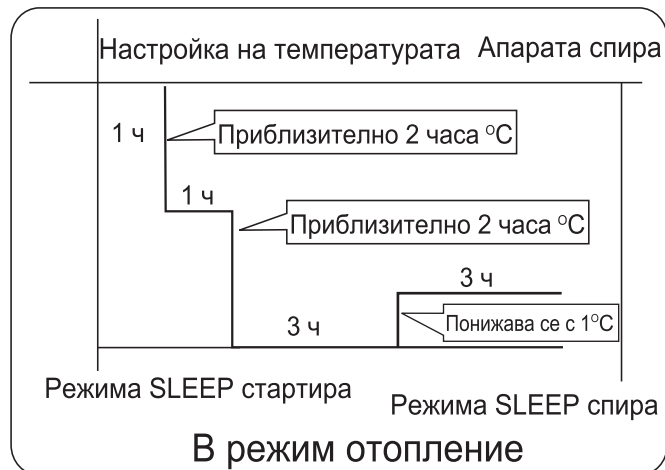 Настройка на температурата Апарата спира
1 ч
Приблизително 2 часа °C
1 ч
Приблизително 2 часа °C
3 ч
3 ч
Понижава се с 1°C
Режима SLEEP стартира
Режима SLEEP спира
В режим отопление